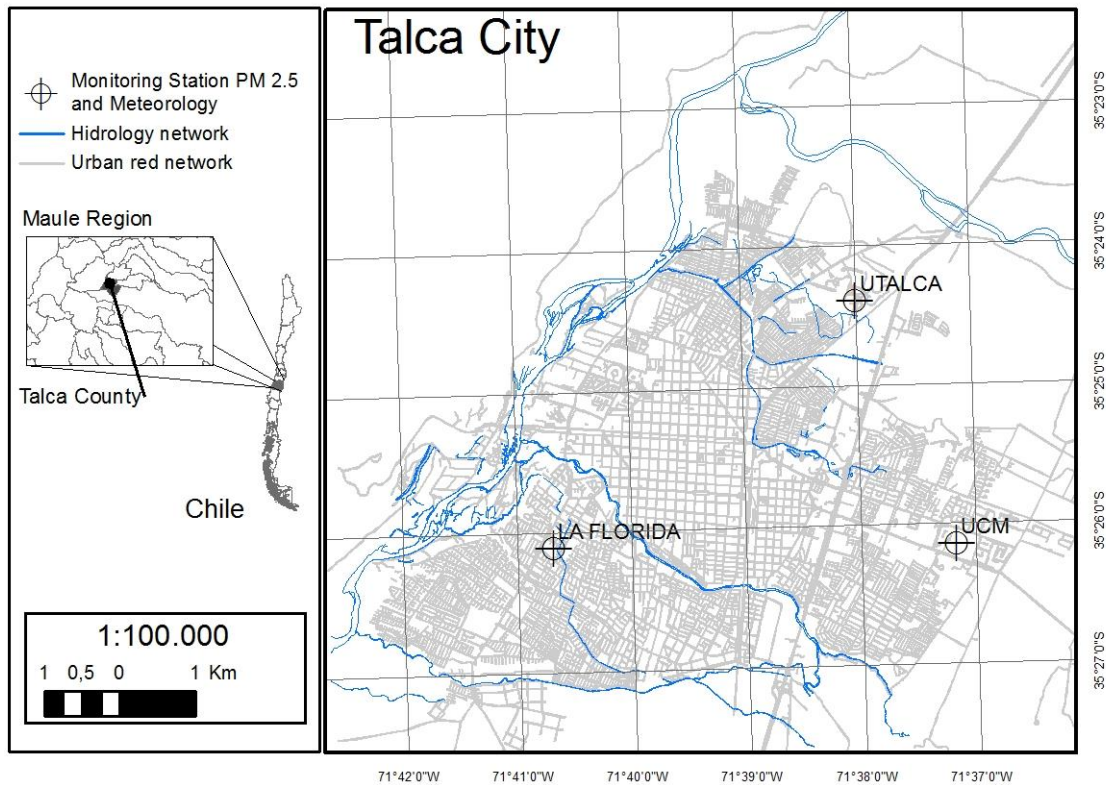 Talca City
Monitoring Station PM 2.5
and Meteorology
Hidrology network
Urban red network
Maule Region
Talca County
Chile
1:100.000
1 0,5 0 1 Km
UTALCA
LA FLORIDA
UCM
35°23'0"S
35°24'0"S
35°25'0"S
35°26'0"S
35°27'0"S
71°42'0"W
71°41'0"W
71°40'0"W
71°39'0"W
71°38'0"W
71°37'0"W